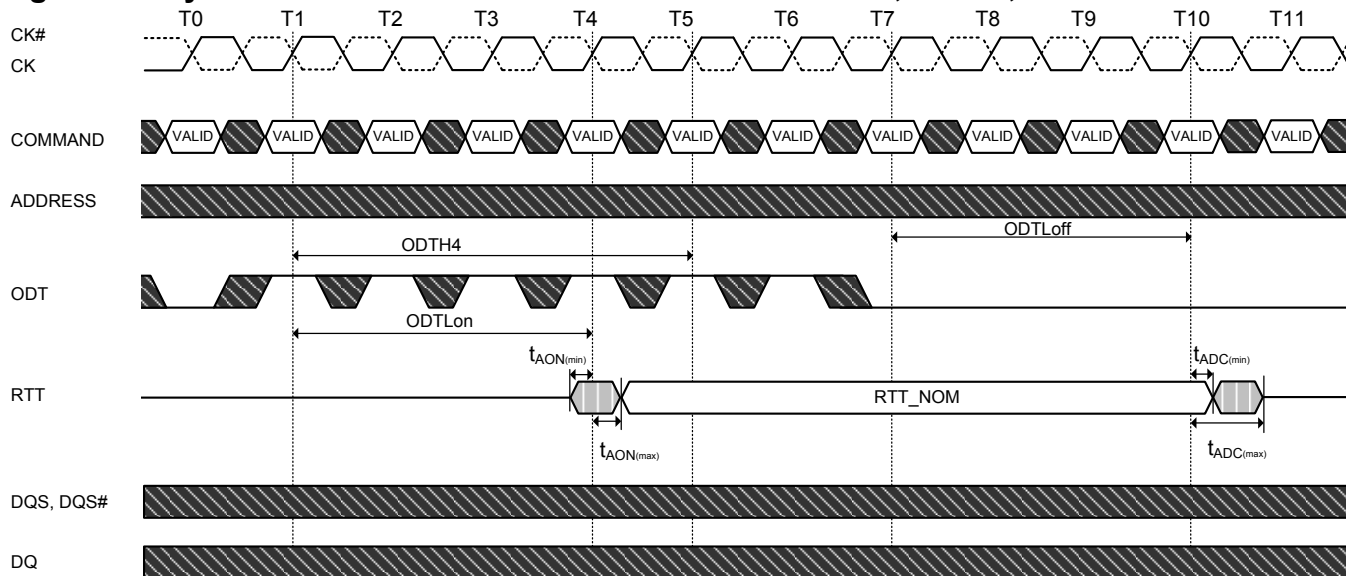 T0 T1 T2 T3 T4 T5 T6 T7 T8 T9 T10 T11
CK#
CK
COMMAND VALID VALID VALID VALID VALID VALID VALID VALID VALID VALID VALID VALID
ADDRESS
ODTLoff
ODTH4
ODT
ODTLon
tAON(min) tADC(min)
RTT RTT_NOM
tAON(max) tADC(max)
DQS, DQS#
DQ